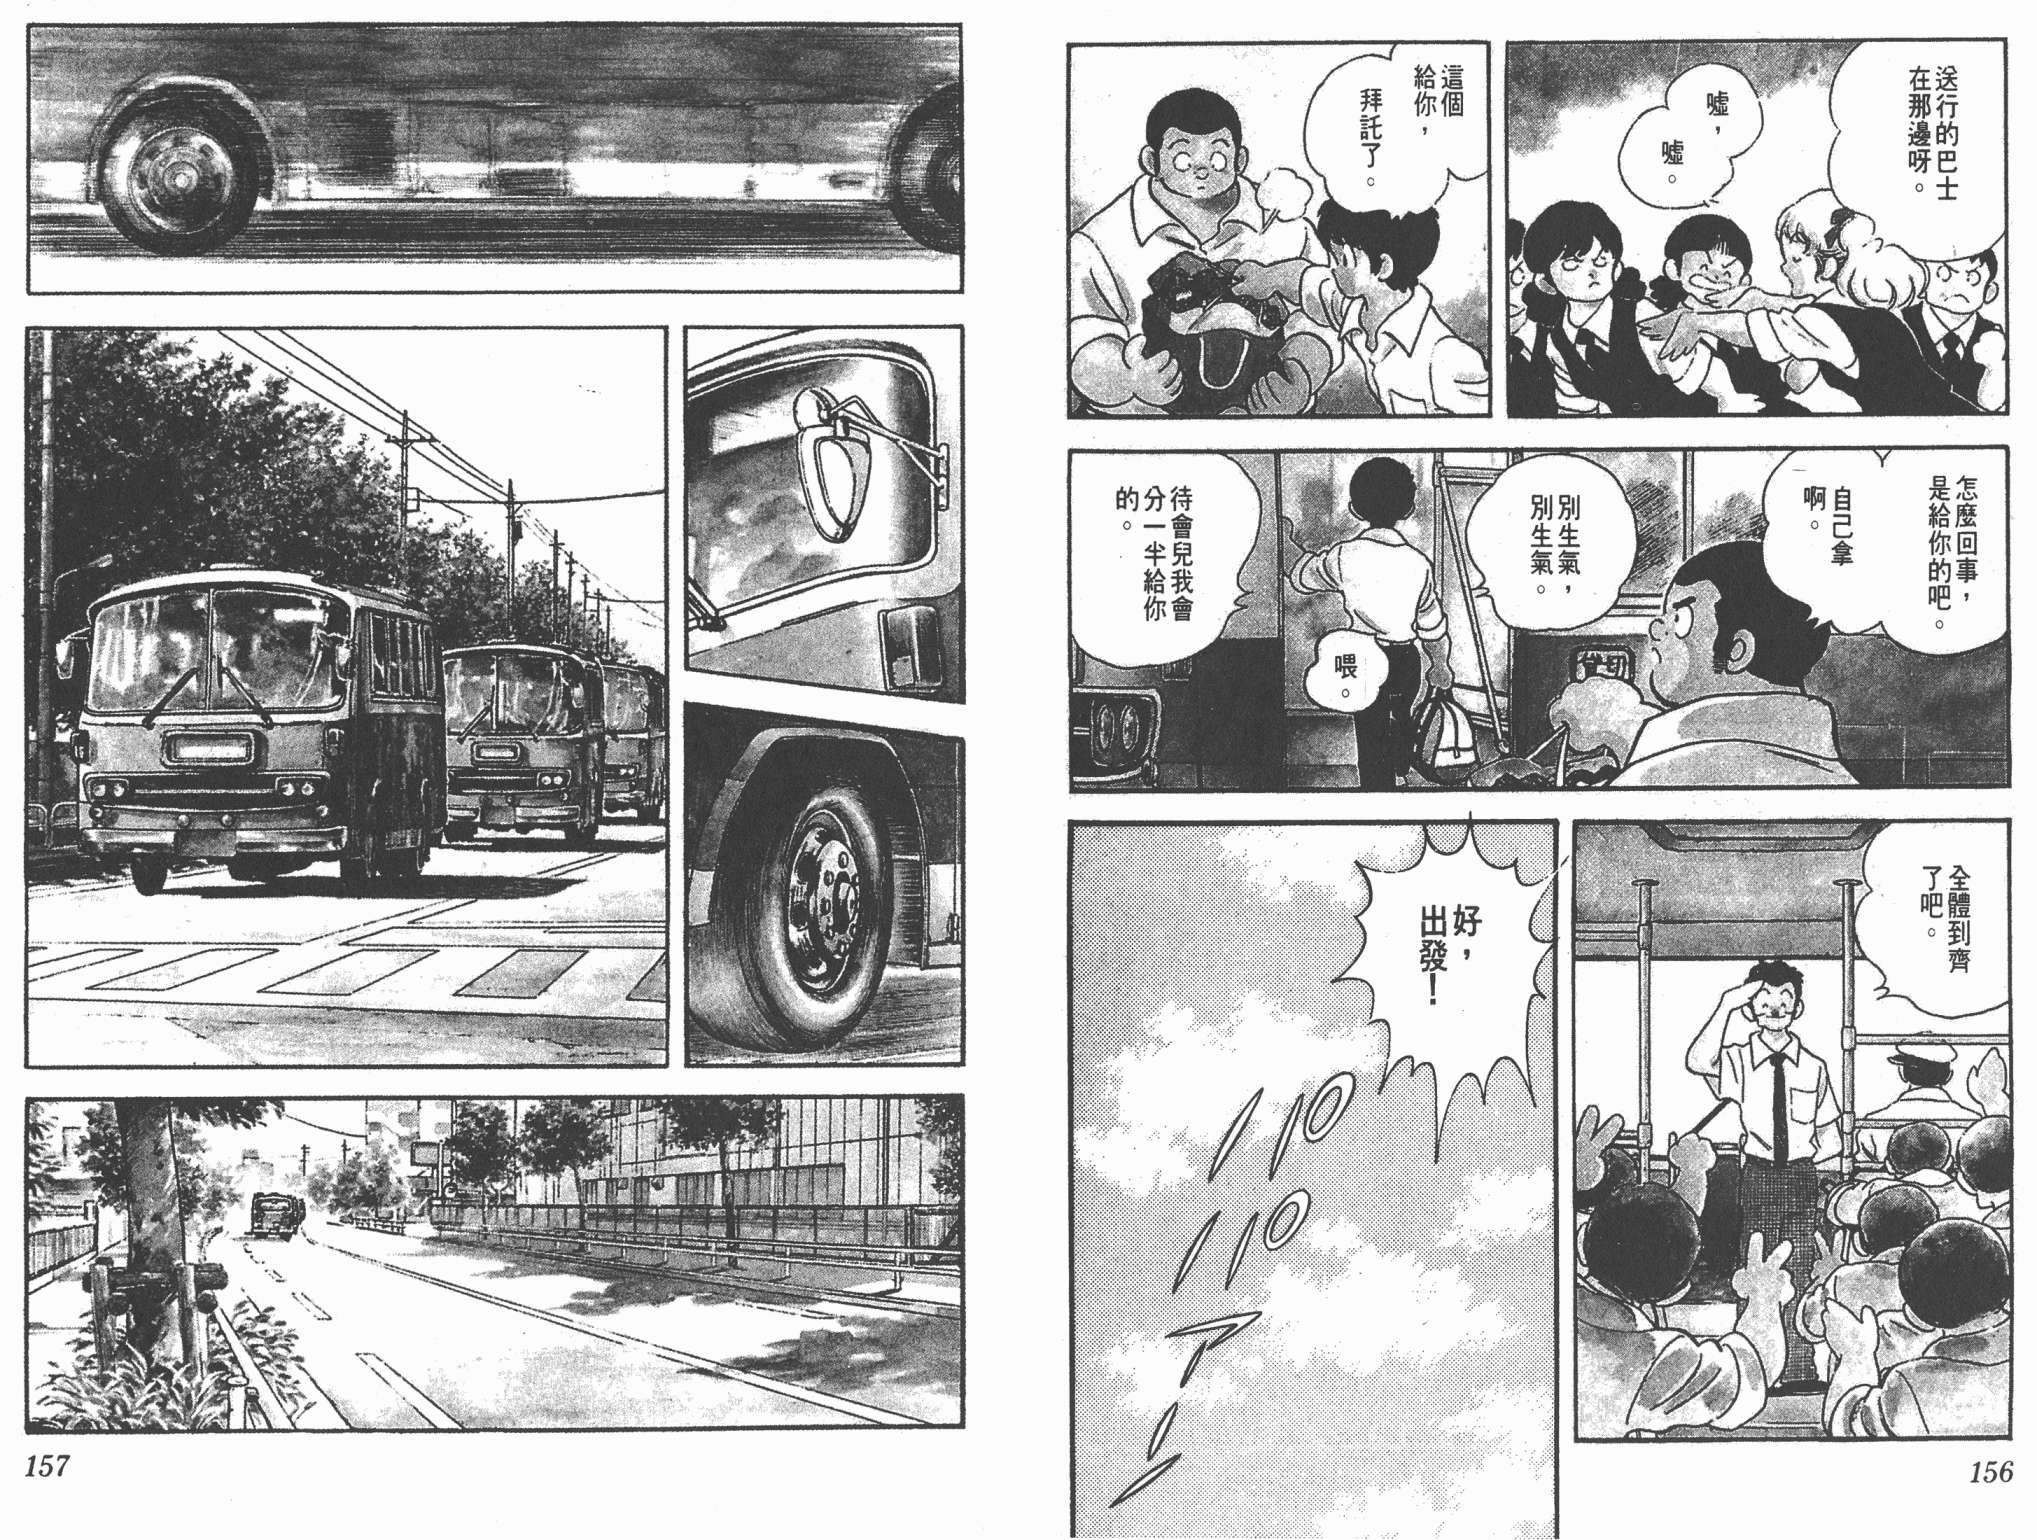 送行的巴士
在那邊呀。
噓，
噓。
這個
給你，
拜託了。
怎麼回事，
是給你的吧。
自己拿
啊。
別生氣，
別生氣。
喂。
待會兒我會
分一半給你
的。
全體到齊
了吧。
好，
出發！
パパーン
156
157